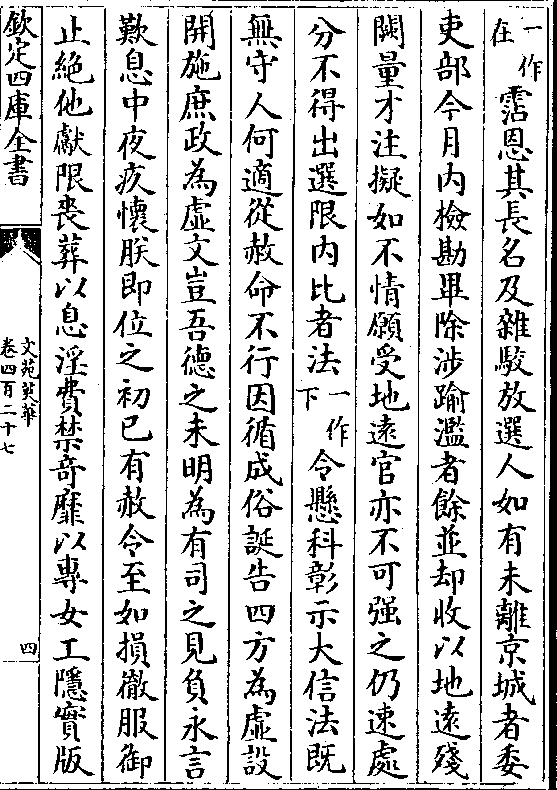 一作在霑恩其長名及雜駮放選人如有未離京城者委
吏部今月内檢勘畢除涉踰濫者餘並却收以地逺殘
闕量才注擬如不情願受地逺官亦不可强之仍速處
分不得出選限内比者法一作下令懸科彰示大信法既
無守人何適從赦命不行因循成俗誕告四方為虚設
開施庶政為虚文豈吾德之未明為有司之見負永言
歎息中夜疚懷朕即位之初已有赦令至如損徹服御
止絶他獻限喪葬以息淫費禁竒靡以專女工隱實版
欽定四庫全書
文苑英華
卷四百二十七
四